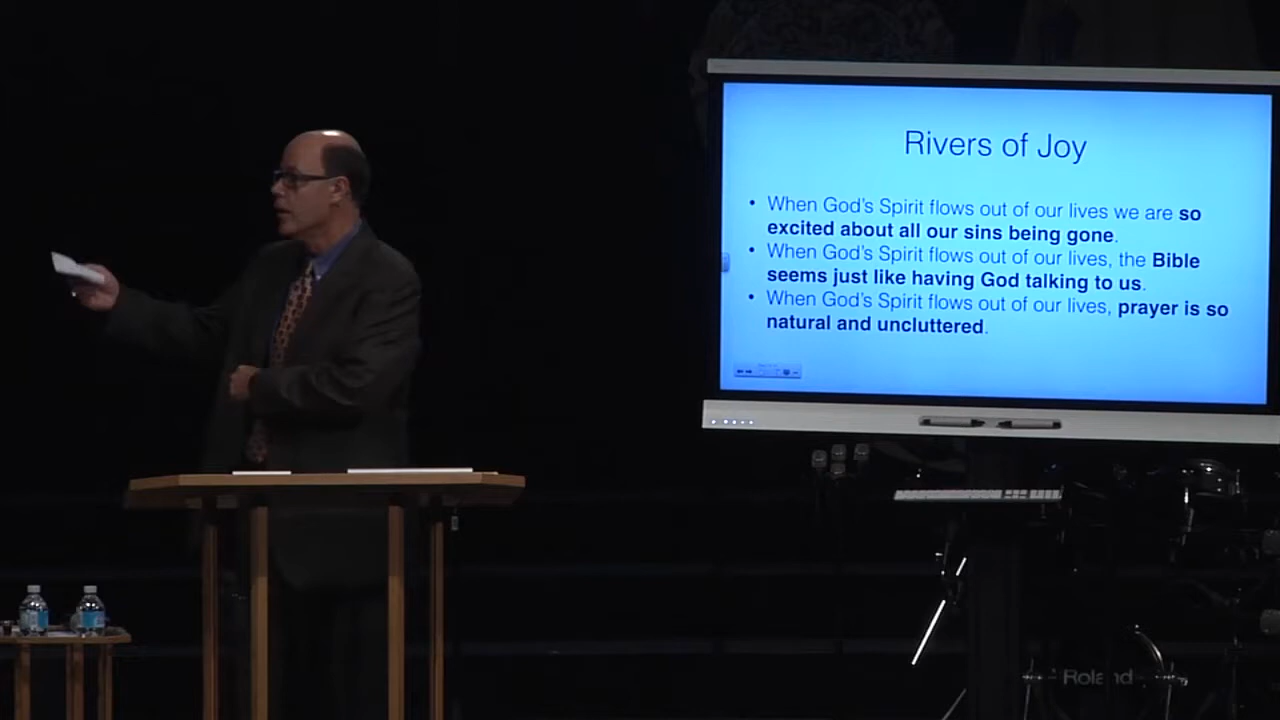 Rivers of Joy
• When God's Spirit flows out of our lives we are so
excited about all our sins being gone.
• When God's Spirit flows out of our lives, the Bible
seems just like having God talking to us.
• When God's Spirit flows out of our lives, prayer is so
natural and uncluttered.
Roland